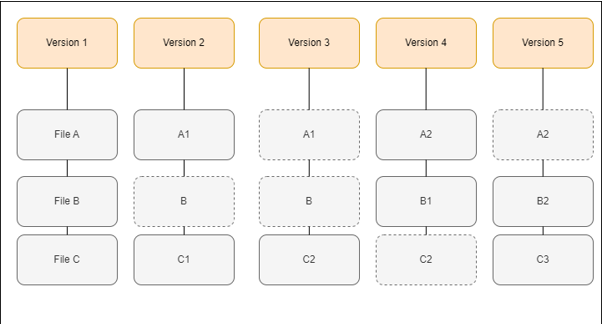 Version 1
Version 2
Version 3
Version 4
Version 5
File A
A1
A1
A2
A2
File B
B
B
B1
B2
File C
C1
C2
C2
C3